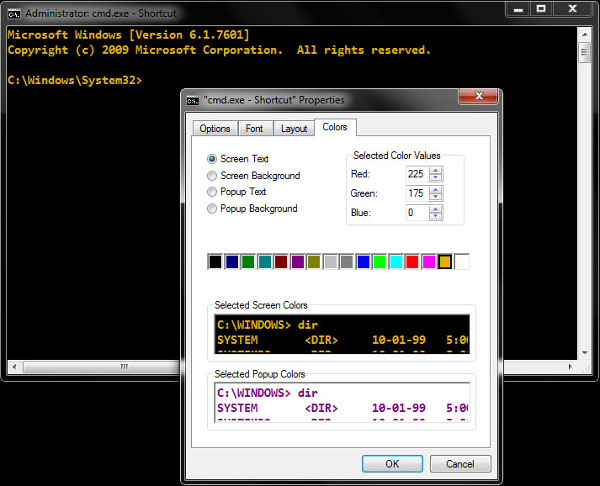 Administrator: cmd.exe - Shortcut
Microsoft Windows [Version 6.1.7601]
Copyright (c) 2009 Microsoft Corporation.  All rights reserved.
C:\Windows\System32>
"cmd.exe - Shortcut" Properties
Options Font Layout Colors
Screen Text
Screen Background
Popup Text
Popup Background
Selected Color Values
Red: 225
Green: 175
Blue: 0
Selected Screen Colors
C:\WINDOWS> dir
SYSTEM <DIR> 10-01-99 5:00
Selected Popup Colors
C:\WINDOWS> dir
SYSTEM <DIR> 10-01-99 5:00
OK Cancel